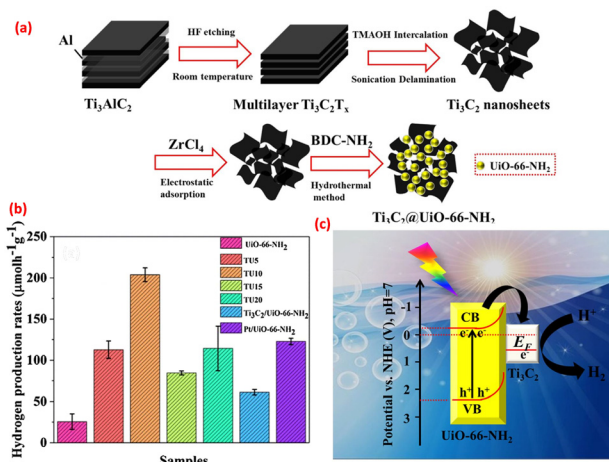 (a)
Al
HF etching
Room temperature
TMAOH Intercalation
Sonication Delamination
Ti₃AlC₂
Multilayer Ti₃C₂Tₓ
Ti₃C₂ nanosheets
ZrCl₄
Electrostatic
adsorption
BDC-NH₂
Hydrothermal
method
UiO-66-NH₂
Ti₃C₂@UiO-66-NH₂
(b)
Hydrogen production rates (μmolh⁻¹g⁻¹)
250
200
150
100
50
0
UiO-66-NH₂
TU5
TU10
TU15
TU20
Ti₃C₂/UiO-66-NH₂
Pt/UiO-66-NH₂
Samples
(c)
Potential vs. NHE (V), pH=7
-1
0
1
2
3
CB
e⁻ e⁻
h⁺ h⁺
VB
UiO-66-NH₂
E_F
e⁻
Ti₃C₂
H⁺
H₂